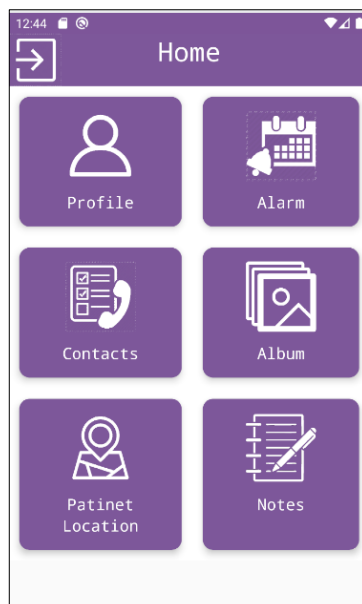 12:44
Home
Profile
Alarm
Contacts
Album
Patinet
Location
Notes